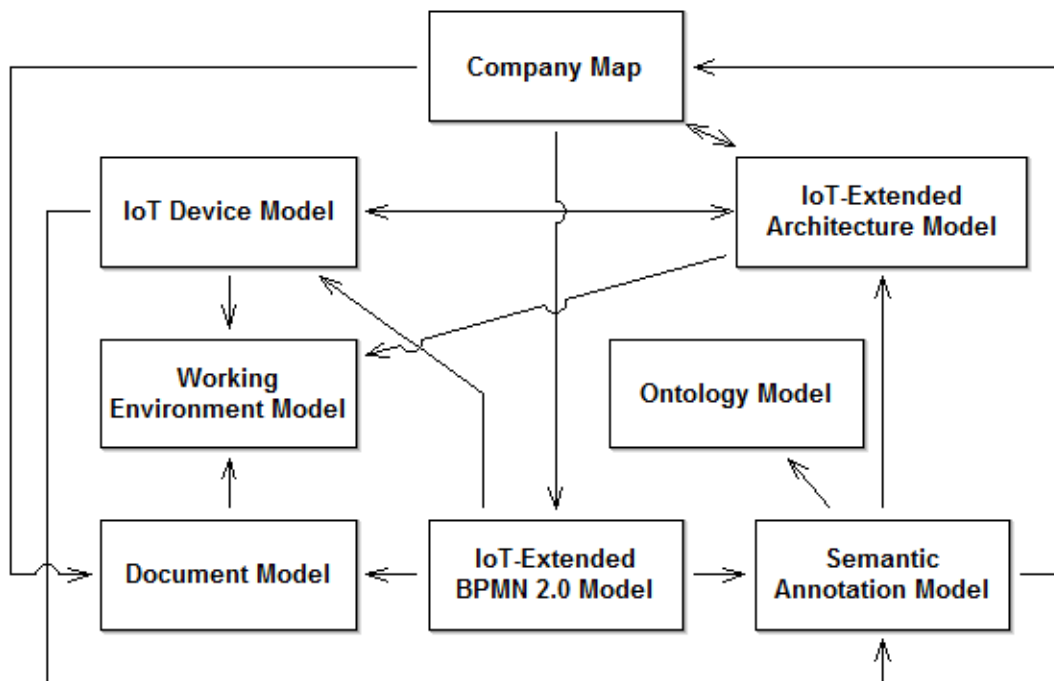 Company Map
IoT Device Model
IoT-Extended
Architecture Model
Working
Environment Model
Ontology Model
Document Model
IoT-Extended
BPMN 2.0 Model
Semantic
Annotation Model